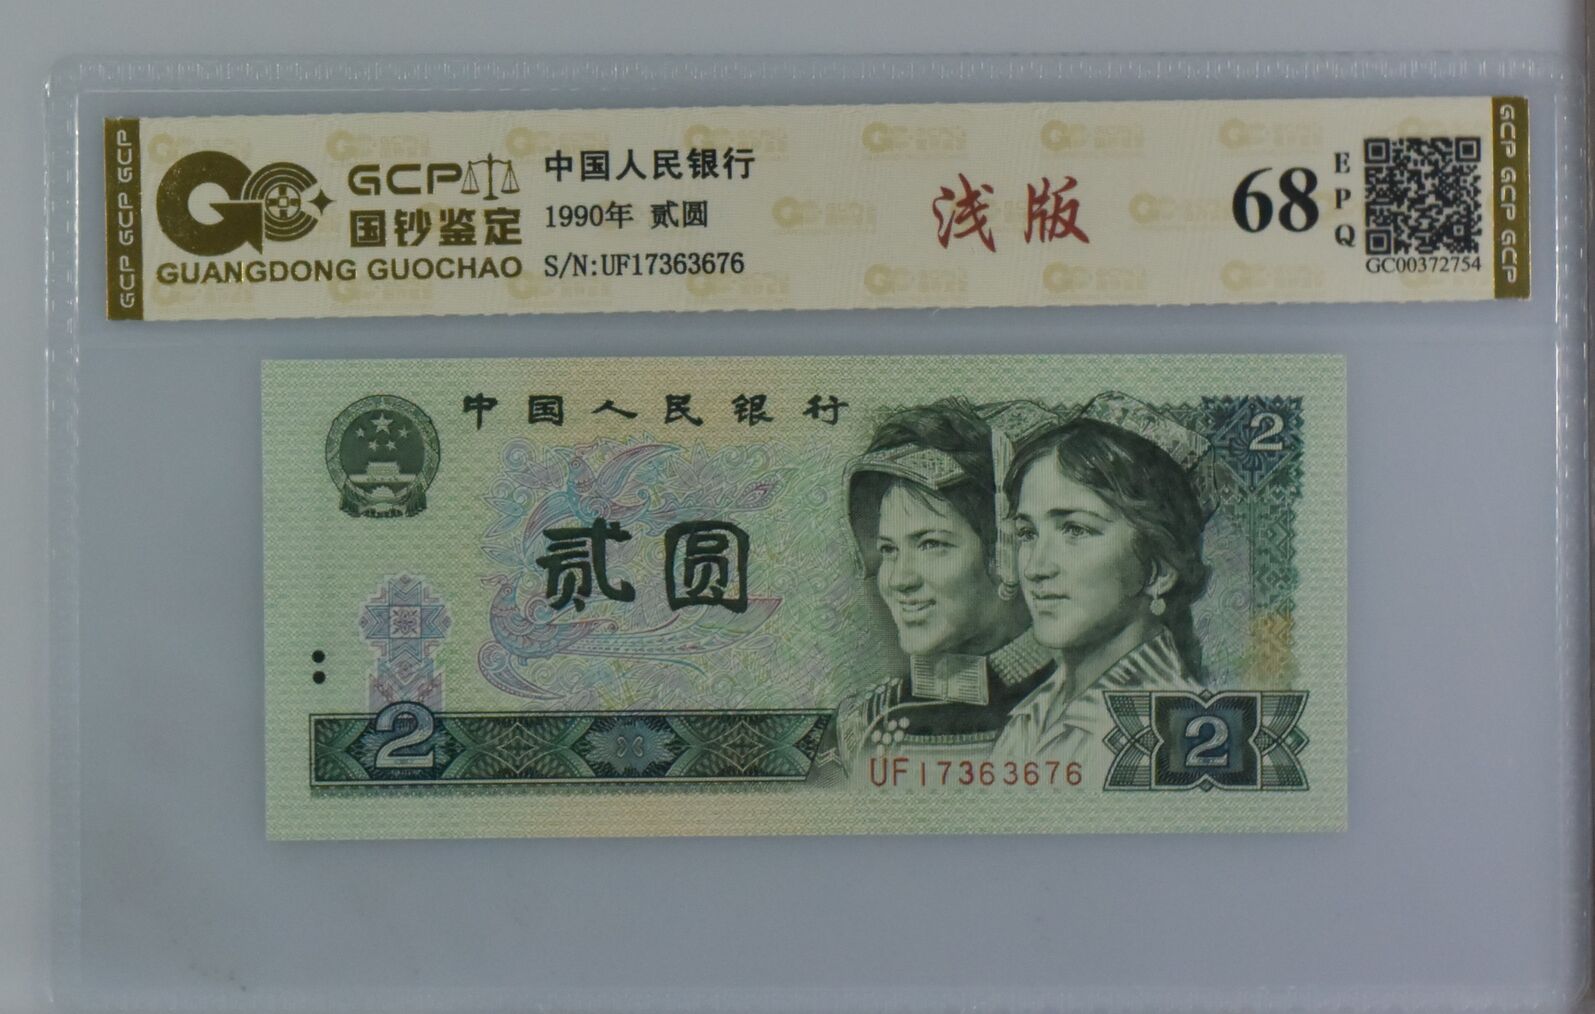 GCP GCP GCP
GCP
国钞鉴定
GUANGDONG GUOCHAO
中国人民银行
1990年 贰圆
S/N:UF17363676
浅版
68
EPQ
GC00372754
GCP GCP GCP
中国人民银行
2
贰圆
2
2
UF17363676